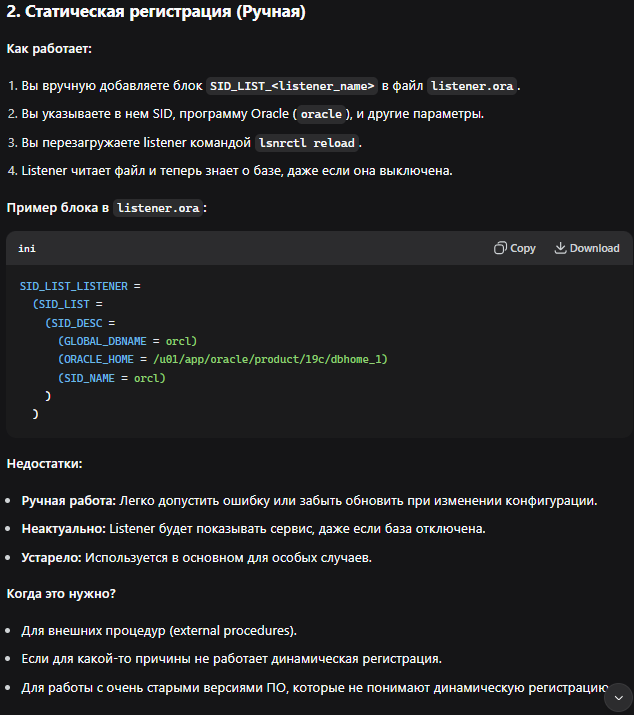 2. Статическая регистрация (Ручная)
Как работает:
1. Вы вручную добавляете блок SID_LIST_<listener_name> в файл listener.ora.
2. Вы указываете в нем SID, программу Oracle (oracle), и другие параметры.
3. Вы перезагружаете listener командой lsnrctl reload.
4. Listener читает файл и теперь знает о базе, даже если она выключена.
Пример блока в listener.ora:
ini Copy Download
SID_LIST_LISTENER =
(SID_LIST =
(SID_DESC =
(GLOBAL_DBNAME = orcl)
(ORACLE_HOME = /u01/app/oracle/product/19c/dbhome_1)
(SID_NAME = orcl)
)
)
Недостатки:
• Ручная работа: Легко допустить ошибку или забыть обновить при изменении конфигурации.
• Неактуально: Listener будет показывать сервис, даже если база отключена.
• Устарело: Используется в основном для особых случаев.
Когда это нужно?
• Для внешних процедур (external procedures).
• Если для какой-то причины не работает динамическая регистрация.
• Для работы с очень старыми версиями ПО, которые не понимают динамическую регистрацию